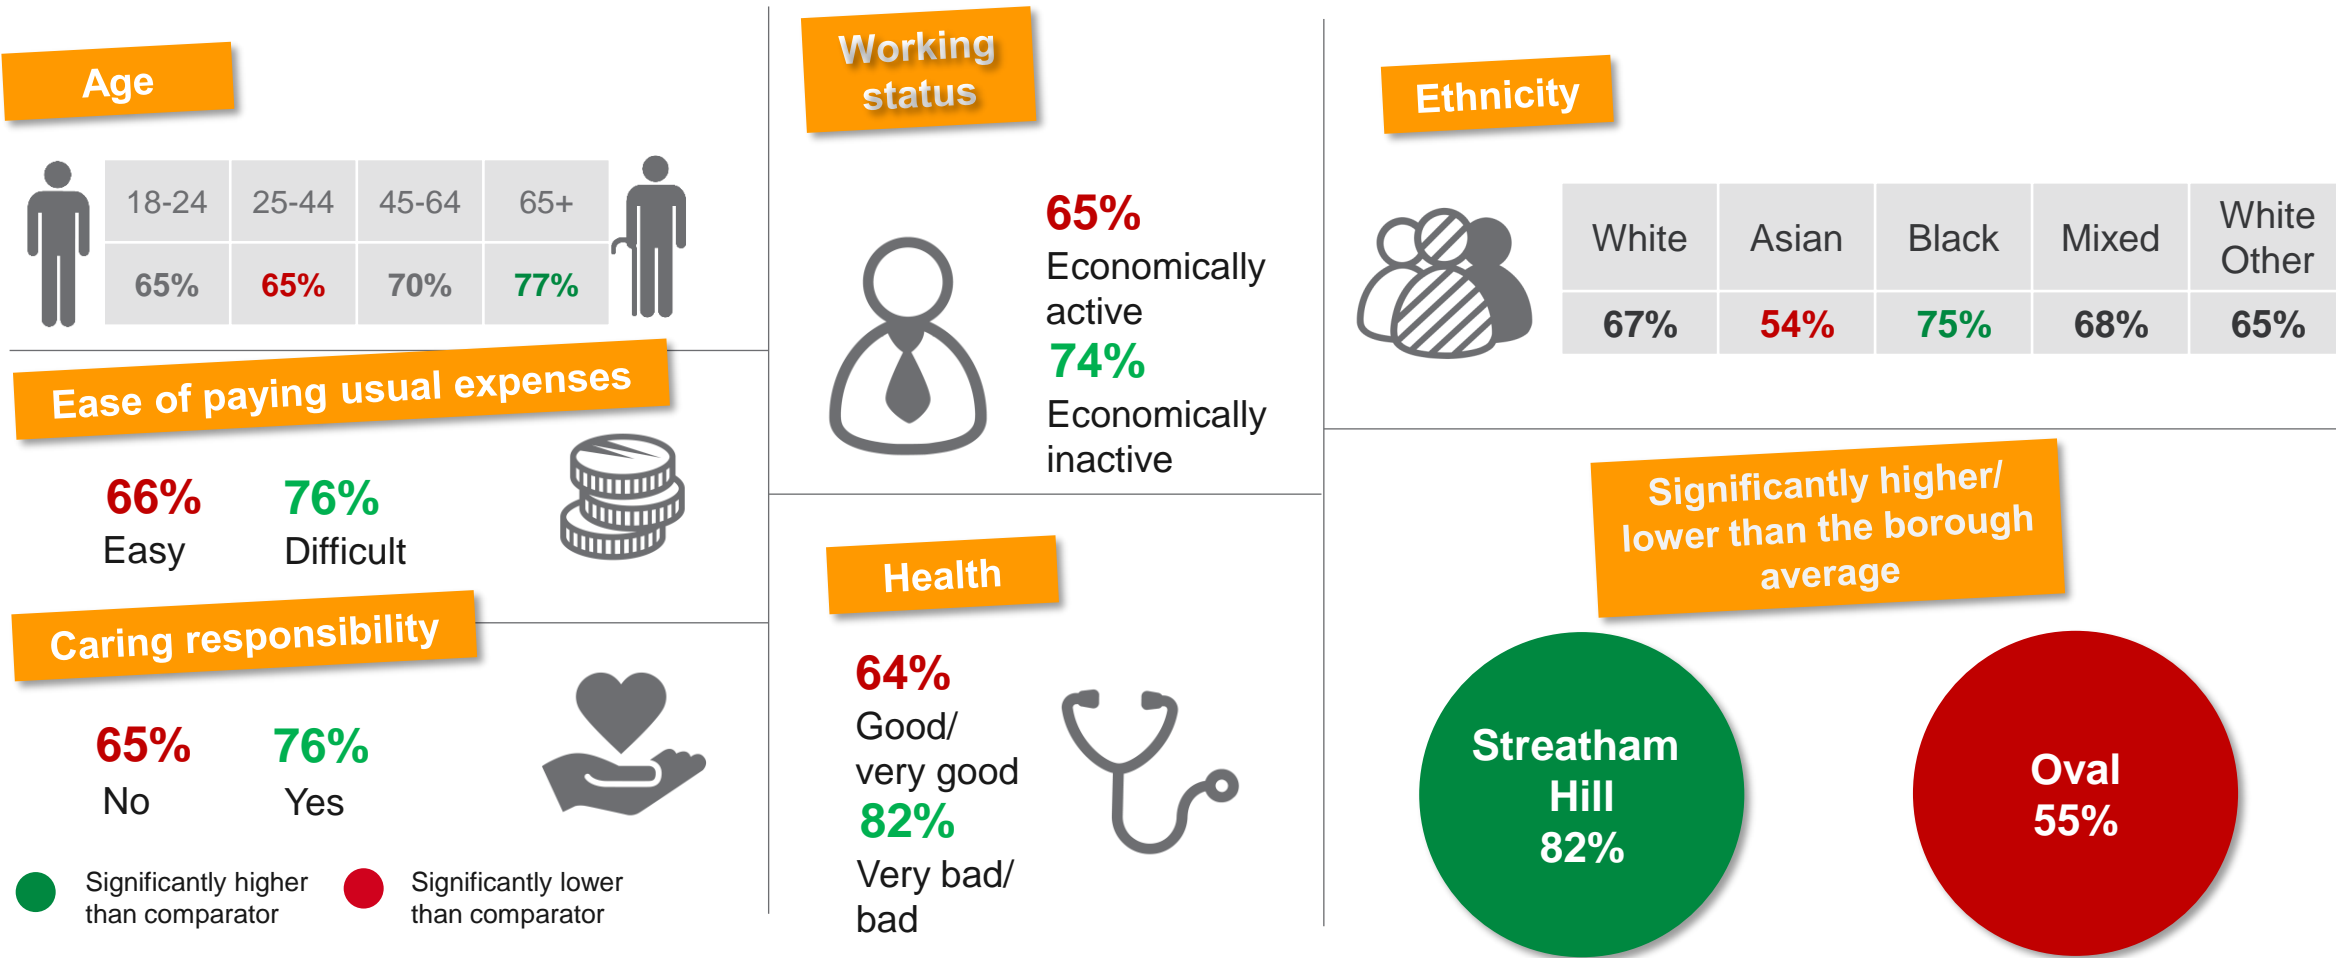 Age
18-24 25-44 45-64 65+
65% 65% 70% 77%
Ease of paying usual expenses
66% 76%
Easy Difficult
Caring responsibility
65% 76%
No Yes
Significantly higher
than comparator
Significantly lower
than comparator
Working
status
65%
Economically
active
74%
Economically
inactive
Health
64%
Good/
very good
82%
Very bad/
bad
Ethnicity
White Asian Black Mixed White
Other
67% 54% 75% 68% 65%
Significantly higher/
lower than the borough
average
Streatham
Hill
82%
Oval
55%